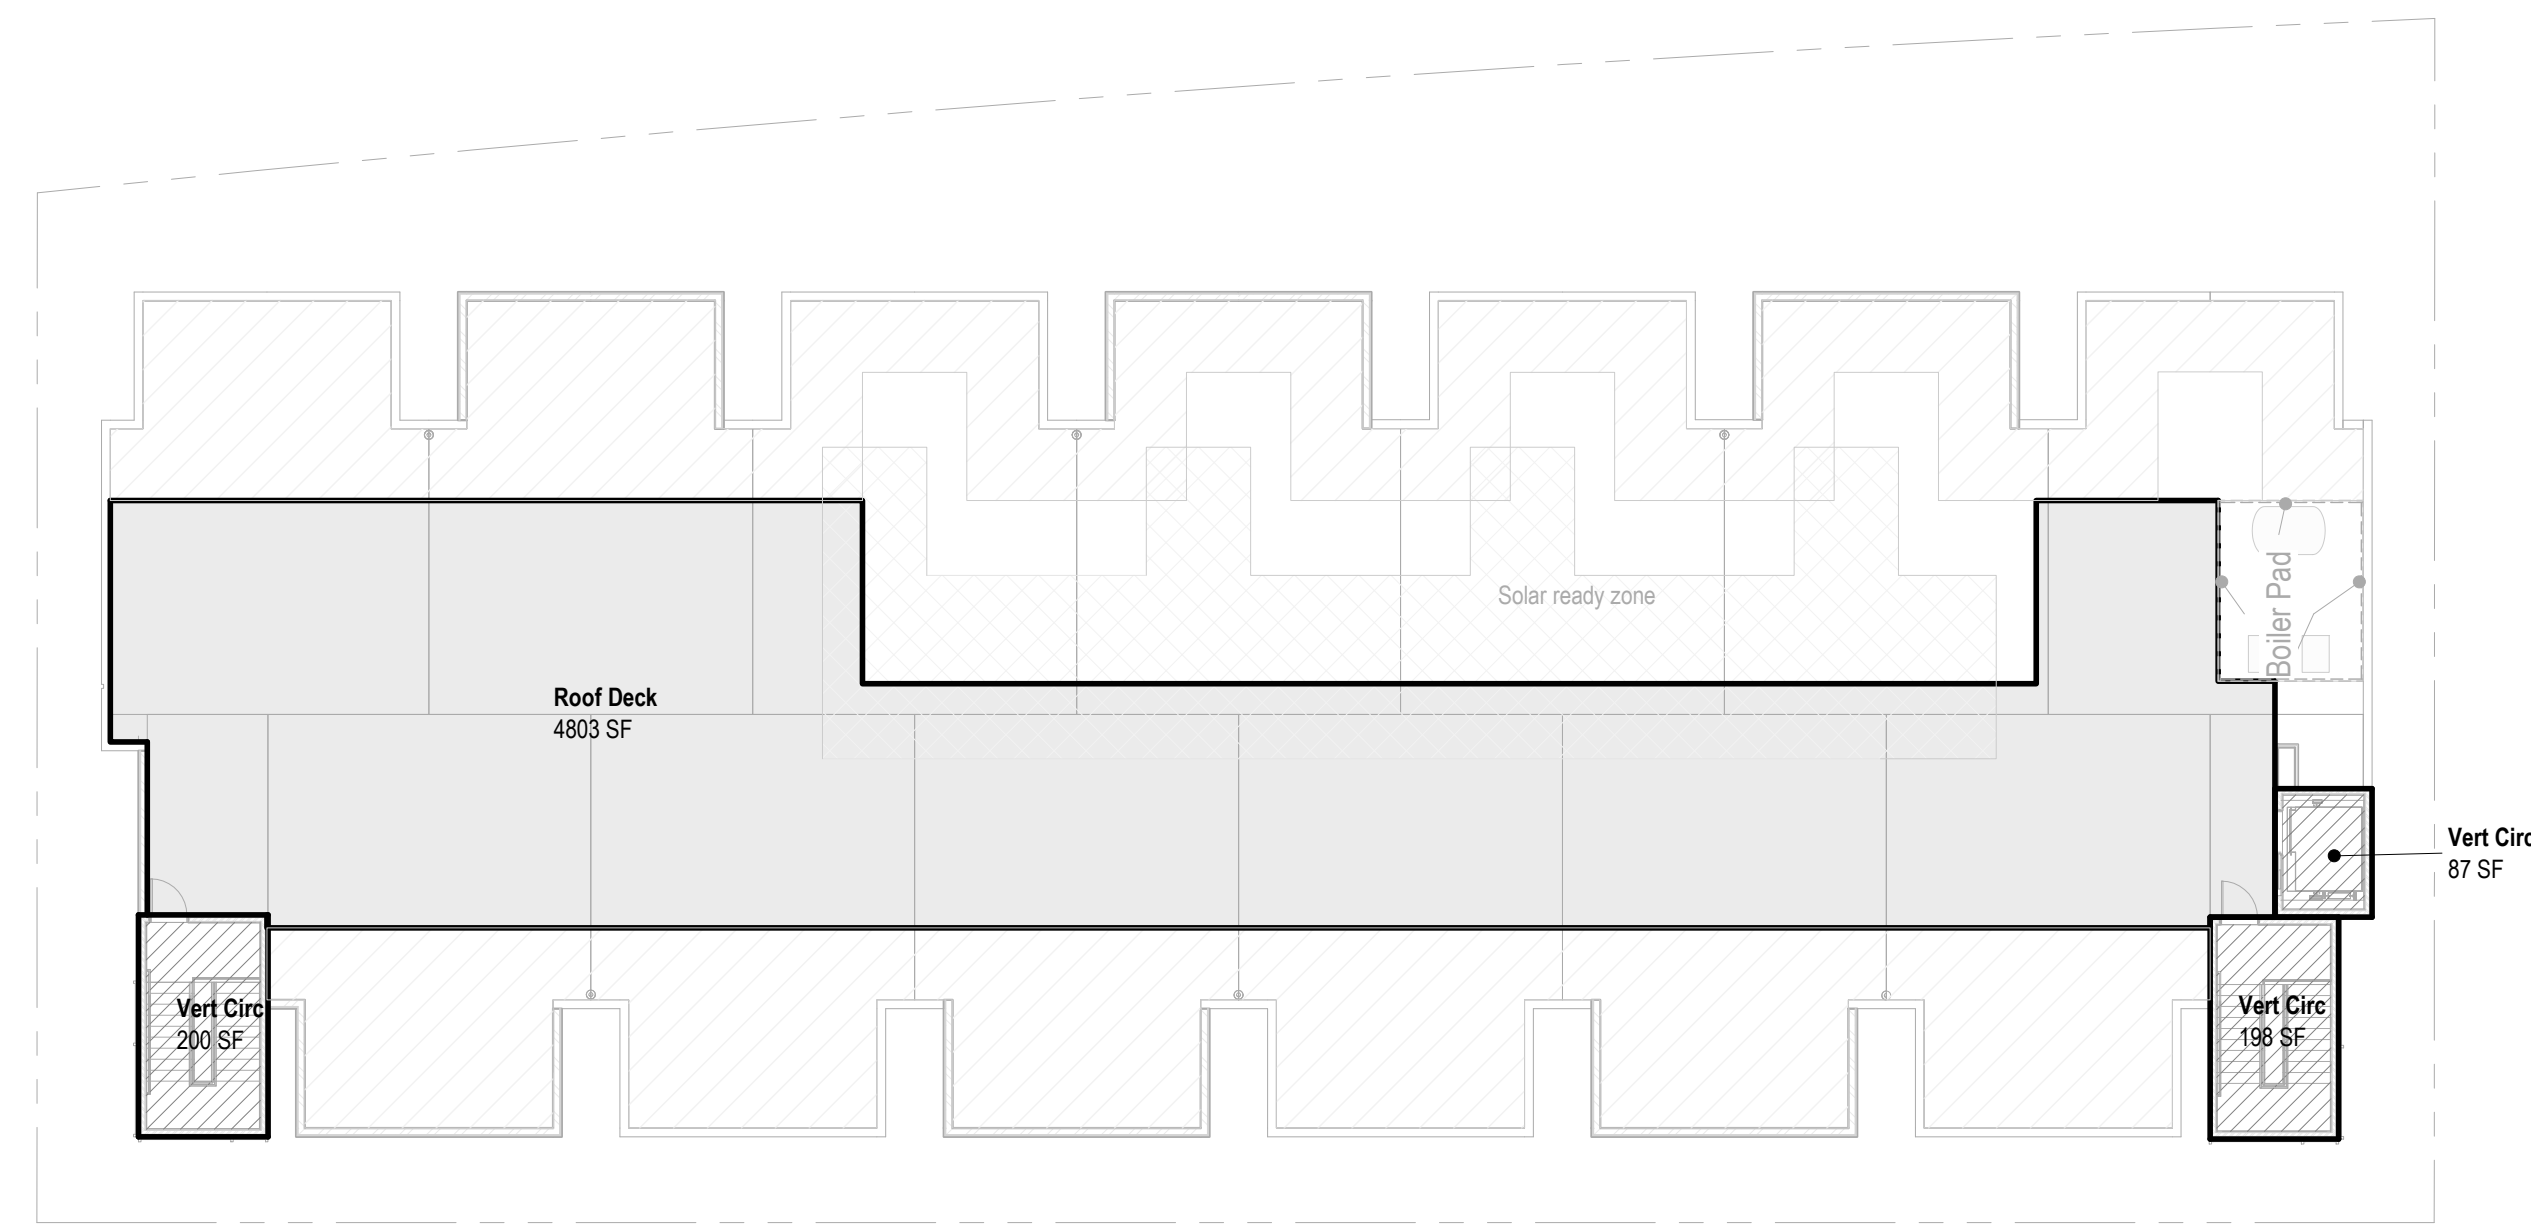 Solar ready zone
Boiler Pad
Roof Deck
4803 SF
Vert Circ
87 SF
Vert Circ
200 SF
Vert Circ
198 SF